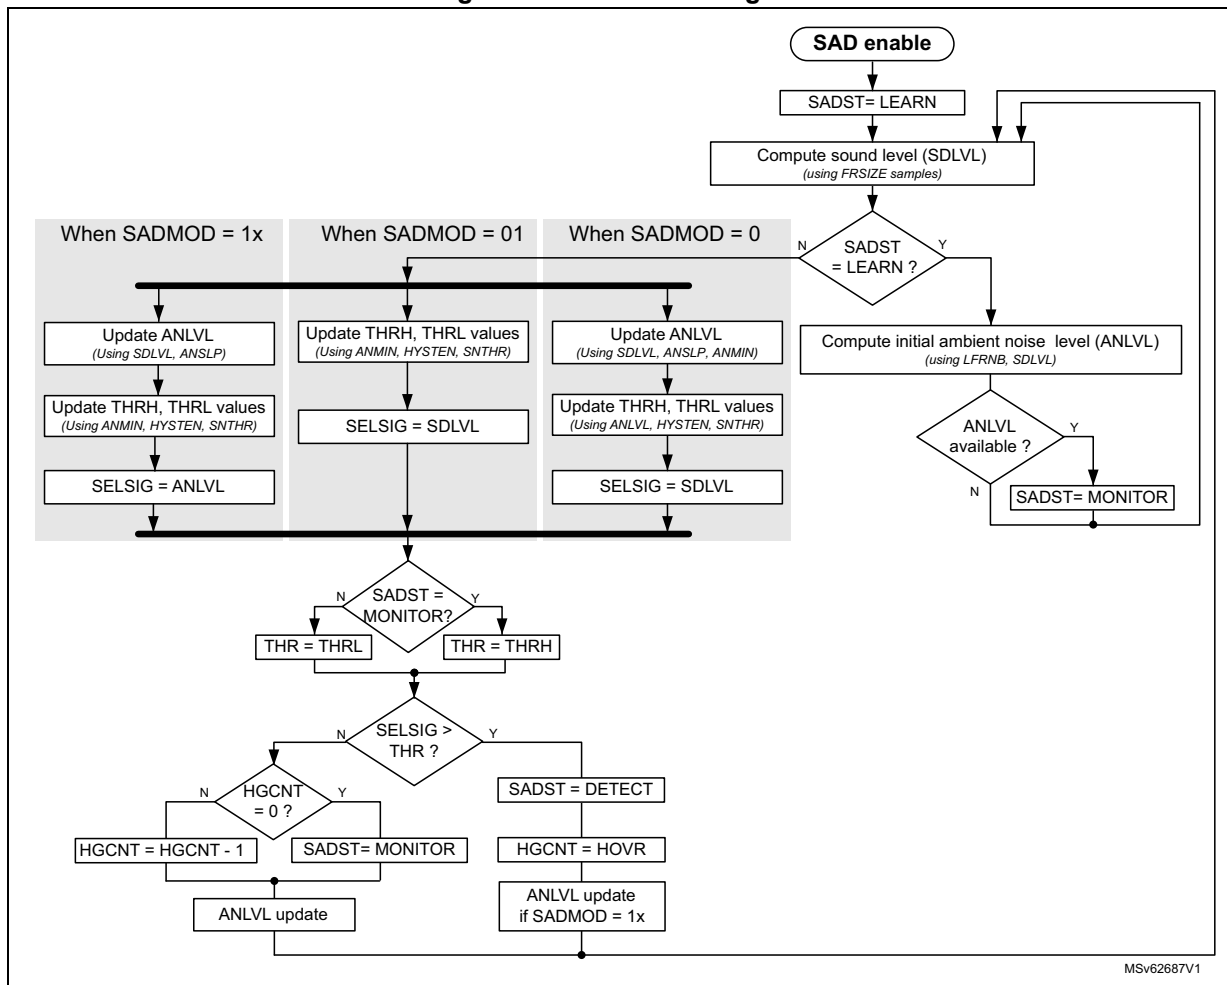 SAD enable
SADST= LEARN
Compute sound level (SDLVL)
(using FRSIZE samples)
SADST
= LEARN ?
N
Y
When SADMOD = 1x
When SADMOD = 01
When SADMOD = 0
Update ANLVL
(Using SDLVL, ANSLP)
Update THRH, THRL values
(Using ANMIN, HYSTEN, SNTHR)
SELSIG = ANLVL
Update THRH, THRL values
(Using ANMIN, HYSTEN, SNTHR)
SELSIG = SDLVL
Update ANLVL
(Using SDLVL, ANSLP, ANMIN)
Update THRH, THRL values
(Using ANLVL, HYSTEN, SNTHR)
SELSIG = SDLVL
Compute initial ambient noise level (ANLVL)
(using LFRNB, SDLVL)
ANLVL
available ?
Y
N
SADST= MONITOR
SADST =
MONITOR?
N
Y
THR = THRL
THR = THRH
SELSIG >
THR ?
N
Y
HGCNT
= 0 ?
N
Y
HGCNT = HGCNT - 1
SADST= MONITOR
ANLVL update
SADST = DETECT
HGCNT = HOVR
ANLVL update
if SADMOD = 1x
MSv62687V1